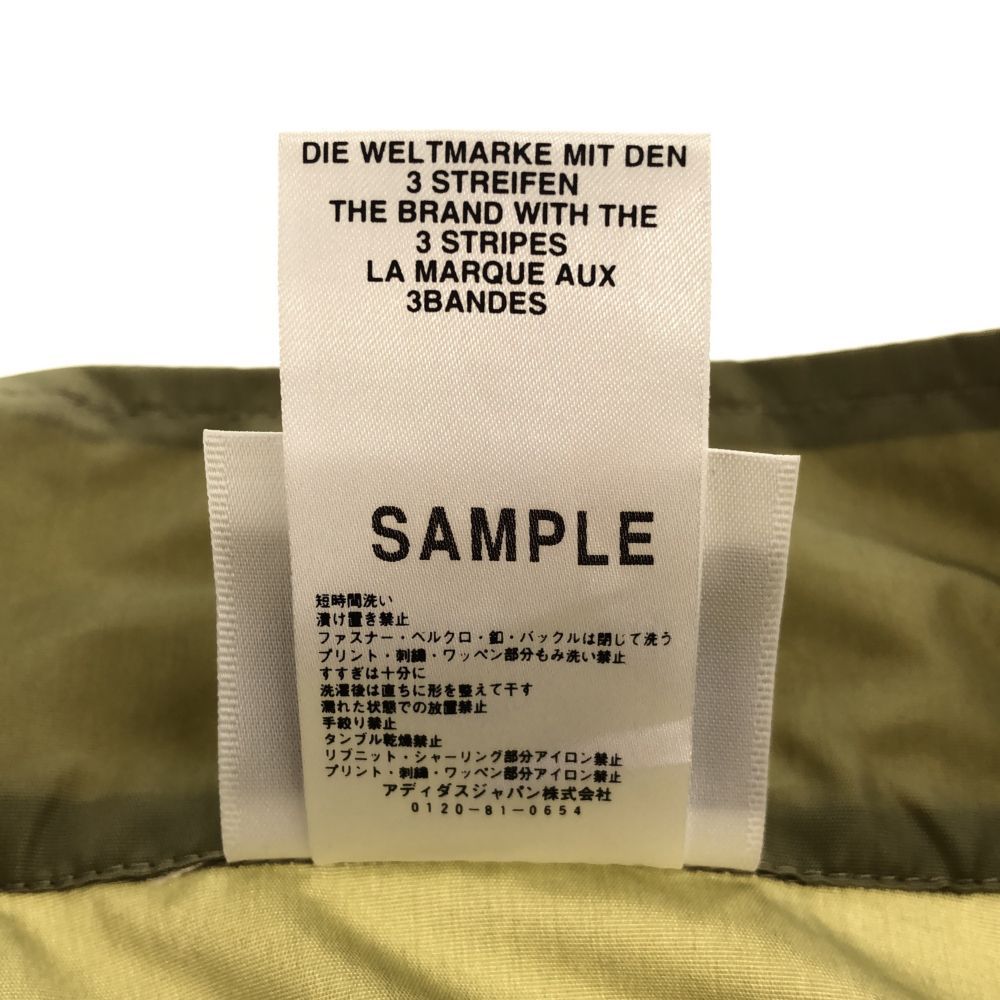 DIE WELTMARKE MIT DEN
3 STREIFEN
THE BRAND WITH THE
3 STRIPES
LA MARQUE AUX
3BANDES
SAMPLE
短時間洗い
漬け置き禁止
ファスナー・ベルクロ・釦・バックルは閉じて洗う
プリント・刺繍・ワッペン部分もみ洗い禁止
すすぎは十分に
洗濯後は直ちに形を整えて干す
濡れた状態での放置禁止
手絞り禁止
タンブル乾燥禁止
リブニット・シャーリング部分アイロン禁止
プリント・刺繍・ワッペン部分アイロン禁止
アディダスジャパン株式会社
0120-81-0654